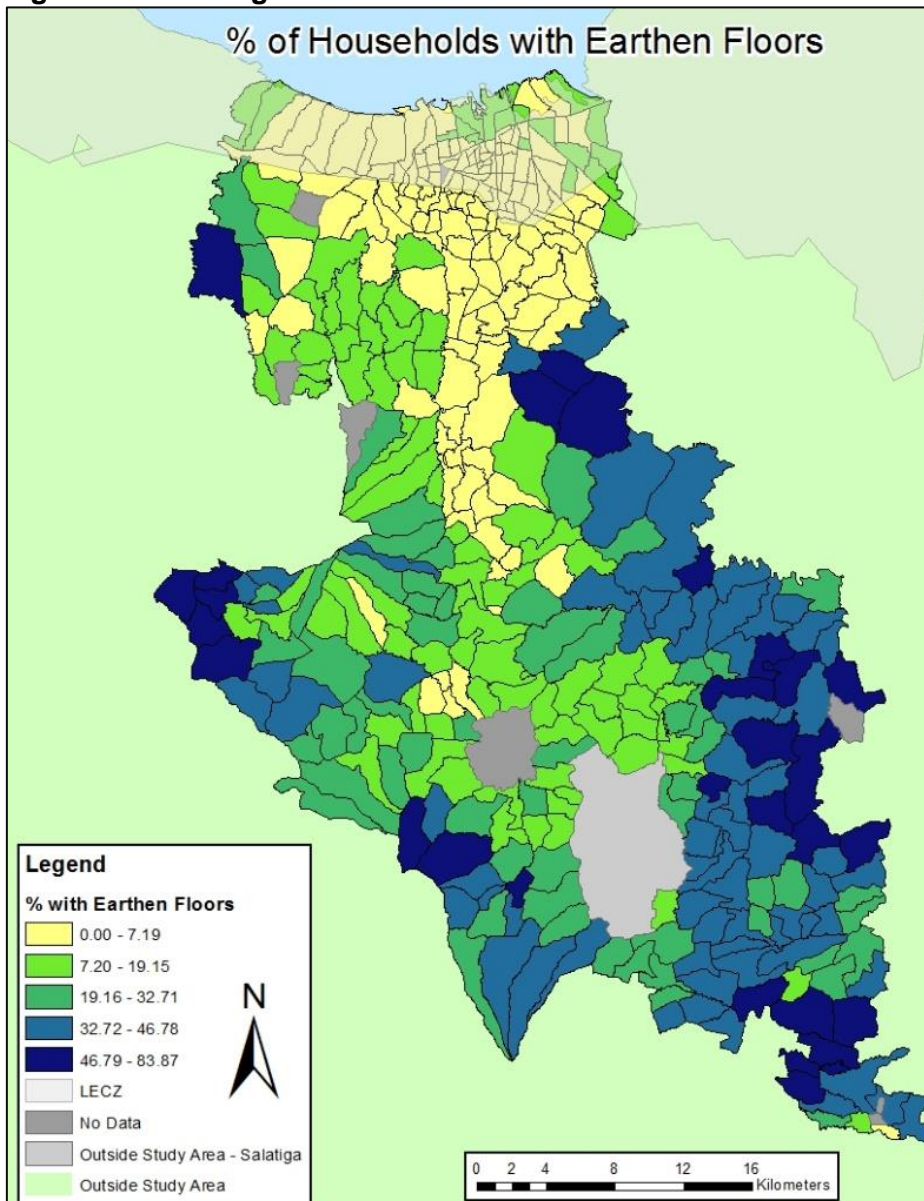 % of Households with Earthen Floors
Legend
% with Earthen Floors
0.00 - 7.19
7.20 - 19.15
19.16 - 32.71
32.72 - 46.78
46.79 - 83.87
LECZ
No Data
Outside Study Area - Salatiga
Outside Study Area
N
0 2 4 8 12 16
Kilometers